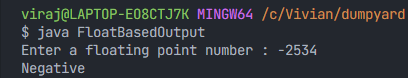 viraj@LAPTOP-EO8CTJ7K MINGW64 /c/Vivian/dumpyard
$ java FloatBasedOutput
Enter a floating point number : -2534
Negative